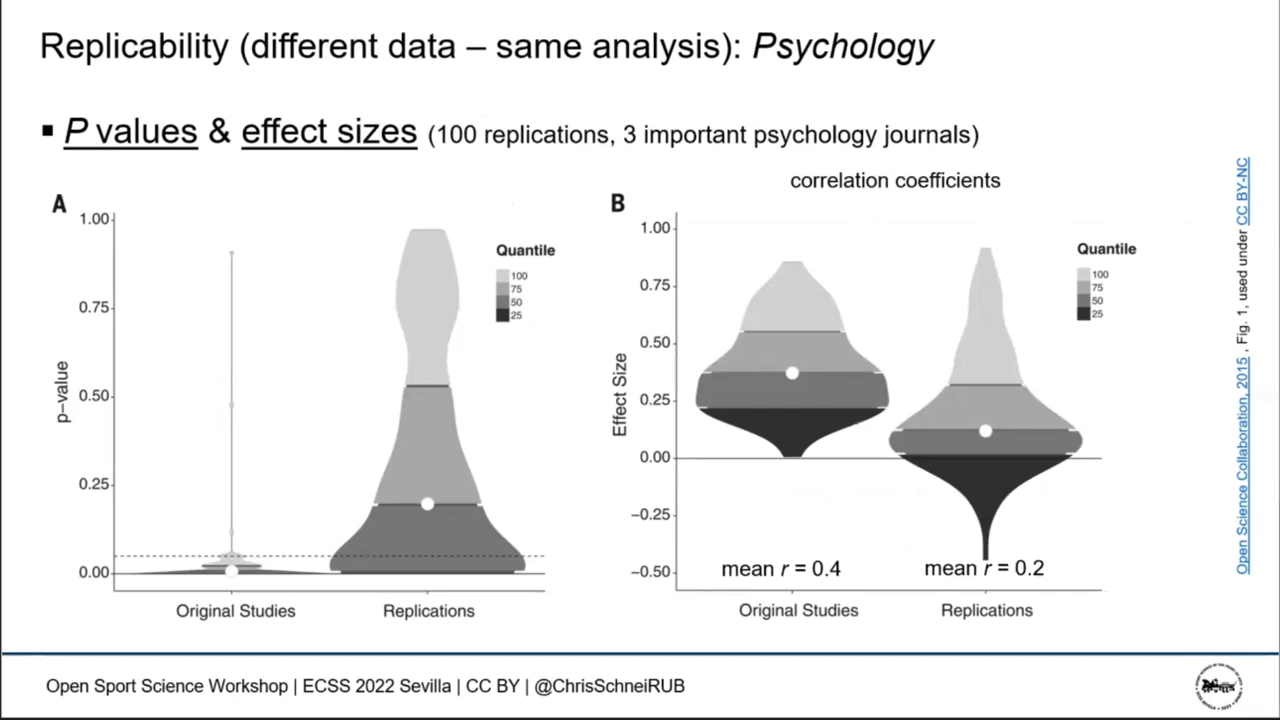 Replicability (different data – same analysis): Psychology
▪ P values & effect sizes (100 replications, 3 important psychology journals)
correlation coefficients
A
1.00
0.75
0.50
0.25
0.00
p−value
Quantile
100
75
50
25
Original Studies
Replications
B
1.00
0.75
0.50
0.25
0.00
−0.25
−0.50
Effect Size
Quantile
100
75
50
25
mean r = 0.4
mean r = 0.2
Original Studies
Replications
Open Science Collaboration, 2015 , Fig. 1, used under CC BY-NC
Open Sport Science Workshop | ECSS 2022 Sevilla | CC BY | @ChrisSchneiRUB